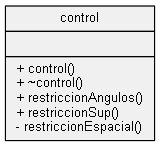 control
+ control()
+ ~control()
+ restriccionAngulos()
+ restriccionSup()
- restriccionEspacial()